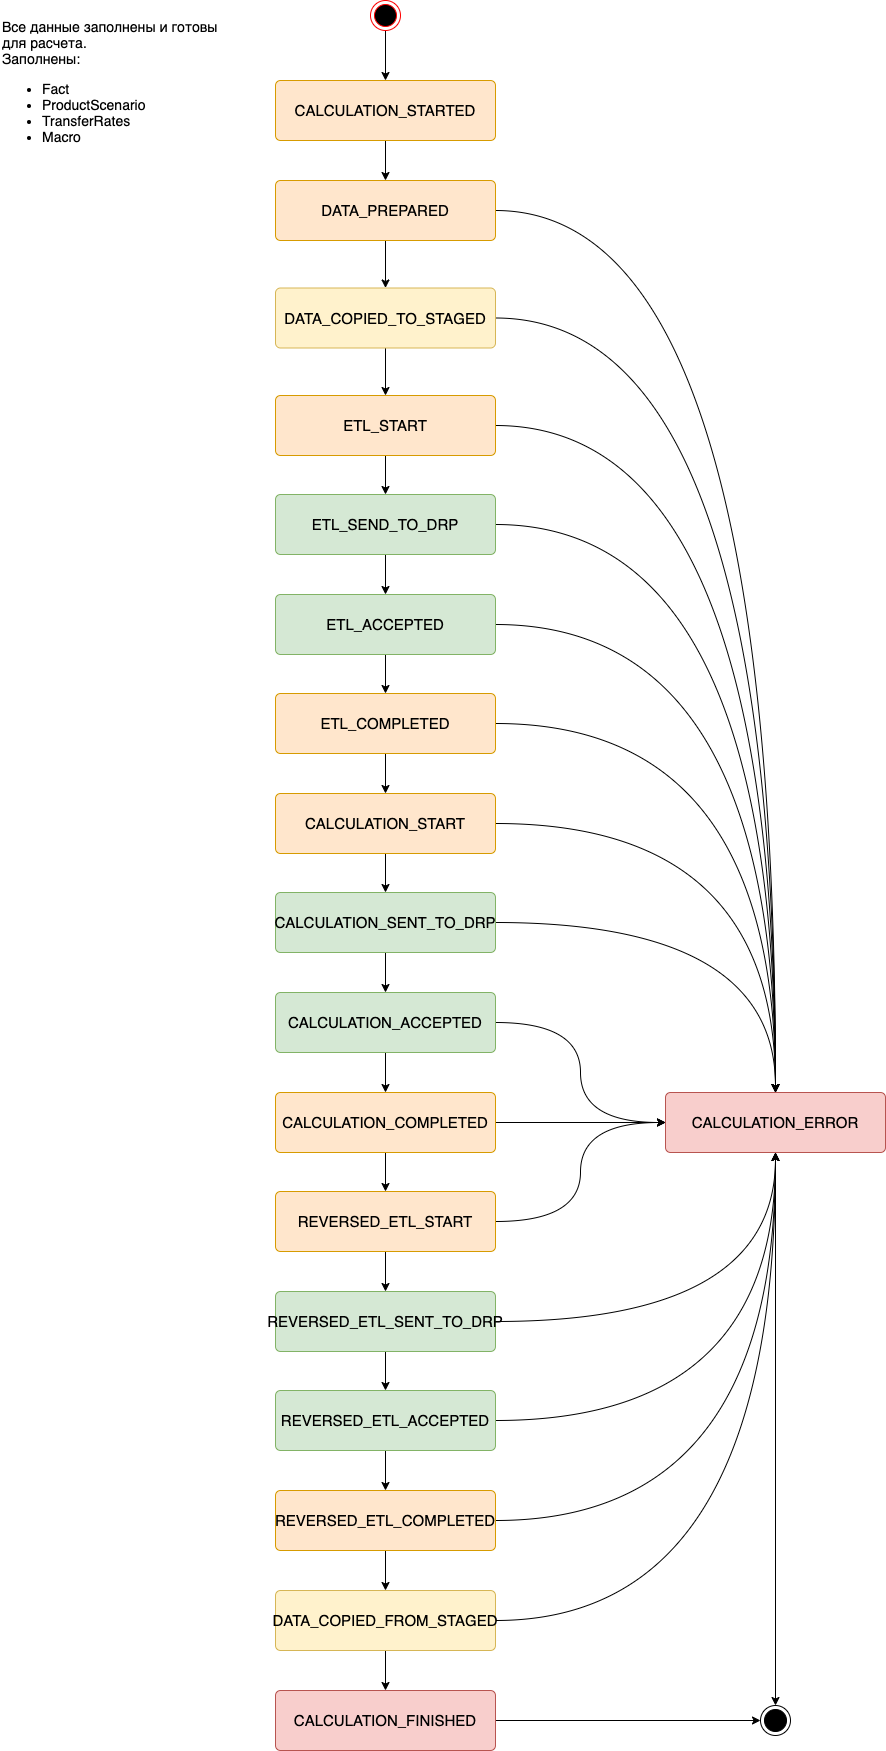 Все данные заполнены и готовы
для расчета.
Заполнены:
Fact
ProductScenario
TransferRates
Macro
CALCULATION_STARTED
DATA_PREPARED
DATA_COPIED_TO_STAGED
ETL_START
ETL_SEND_TO_DRP
ETL_ACCEPTED
ETL_COMPLETED
CALCULATION_START
CALCULATION_SENT_TO_DRP
CALCULATION_ACCEPTED
CALCULATION_COMPLETED
CALCULATION_ERROR
REVERSED_ETL_START
REVERSED_ETL_SENT_TO_DRP
REVERSED_ETL_ACCEPTED
REVERSED_ETL_COMPLETED
DATA_COPIED_FROM_STAGED
CALCULATION_FINISHED